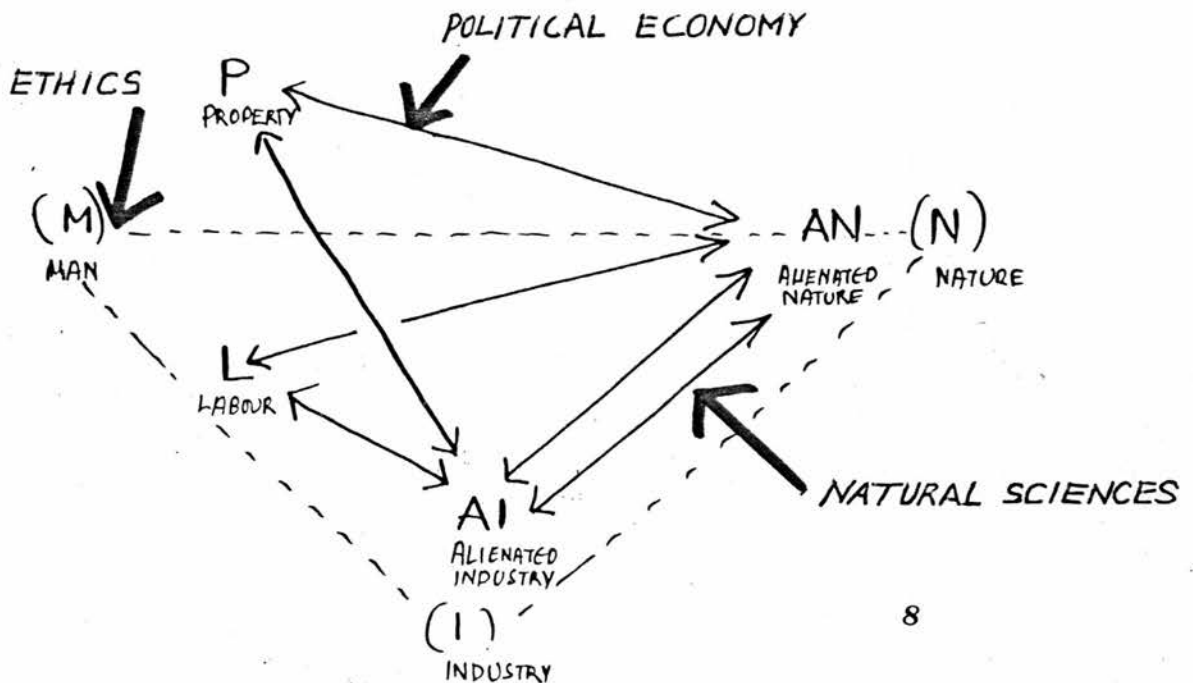 POLITICAL ECONOMY
ETHICS
P
PROPERTY
(M)
MAN
AN
ALIENATED
NATURE
(N)
NATURE
L
LABOUR
AI
ALIENATED
INDUSTRY
NATURAL SCIENCES
(I)
INDUSTRY
8